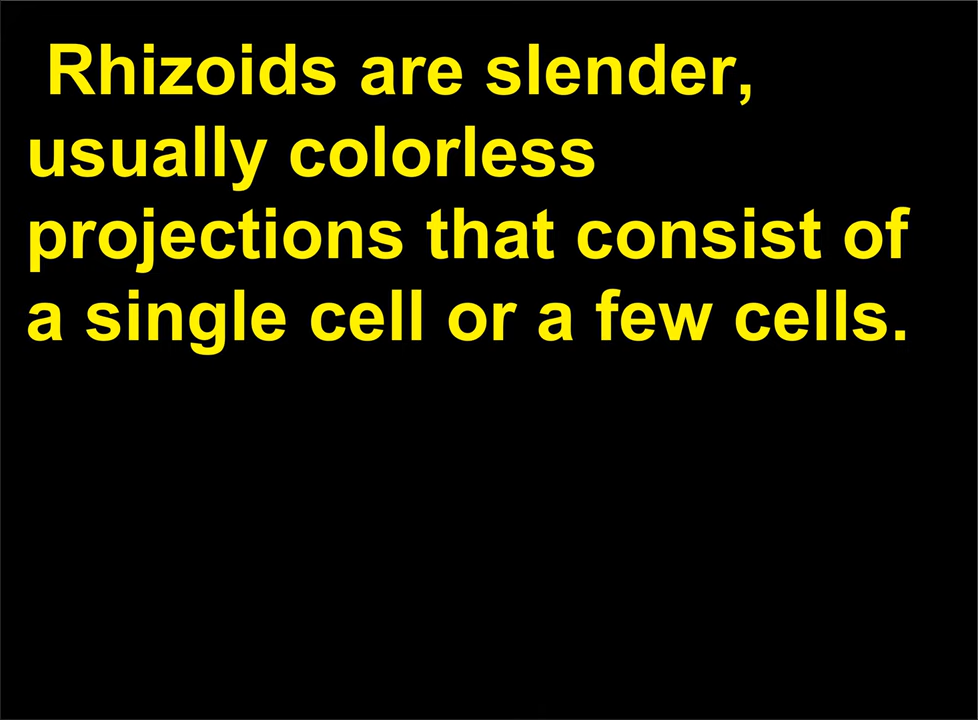 Rhizoids are slender,
usually colorless
projections that consist of
a single cell or a few cells.